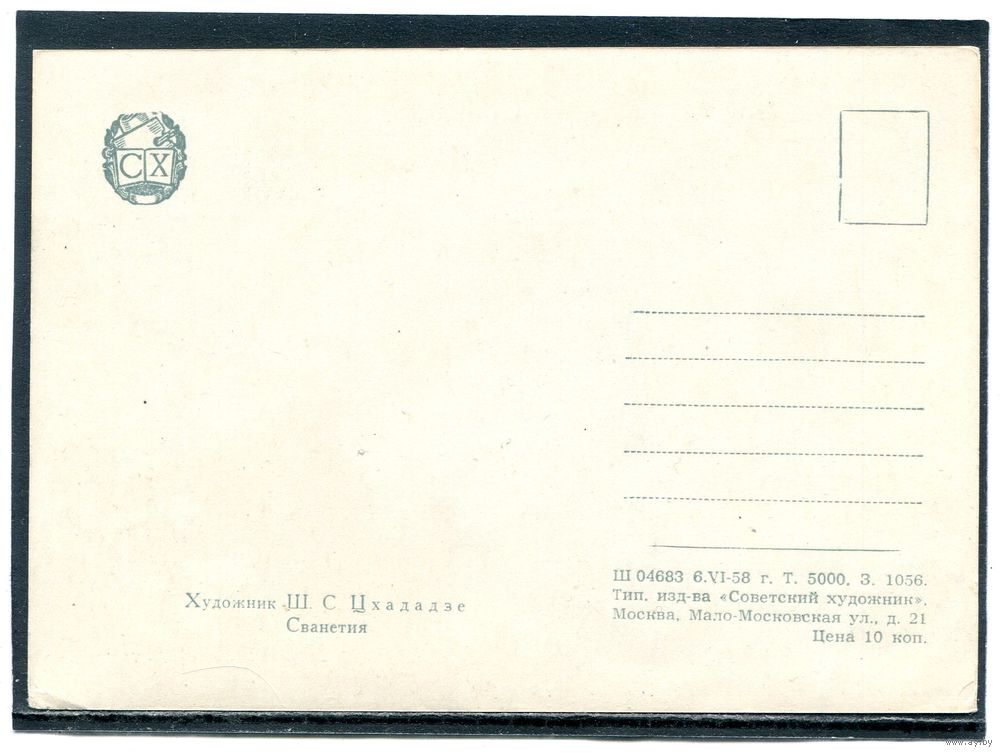 СХ
Художник Ш. С Цхададзе
Сванетия
Ш 04683 6.VI-58 г. Т. 5000. З. 1056.
Тип. изд-ва «Советский художник».
Москва, Мало-Московская ул., д. 21
Цена 10 коп.
www.ay.by